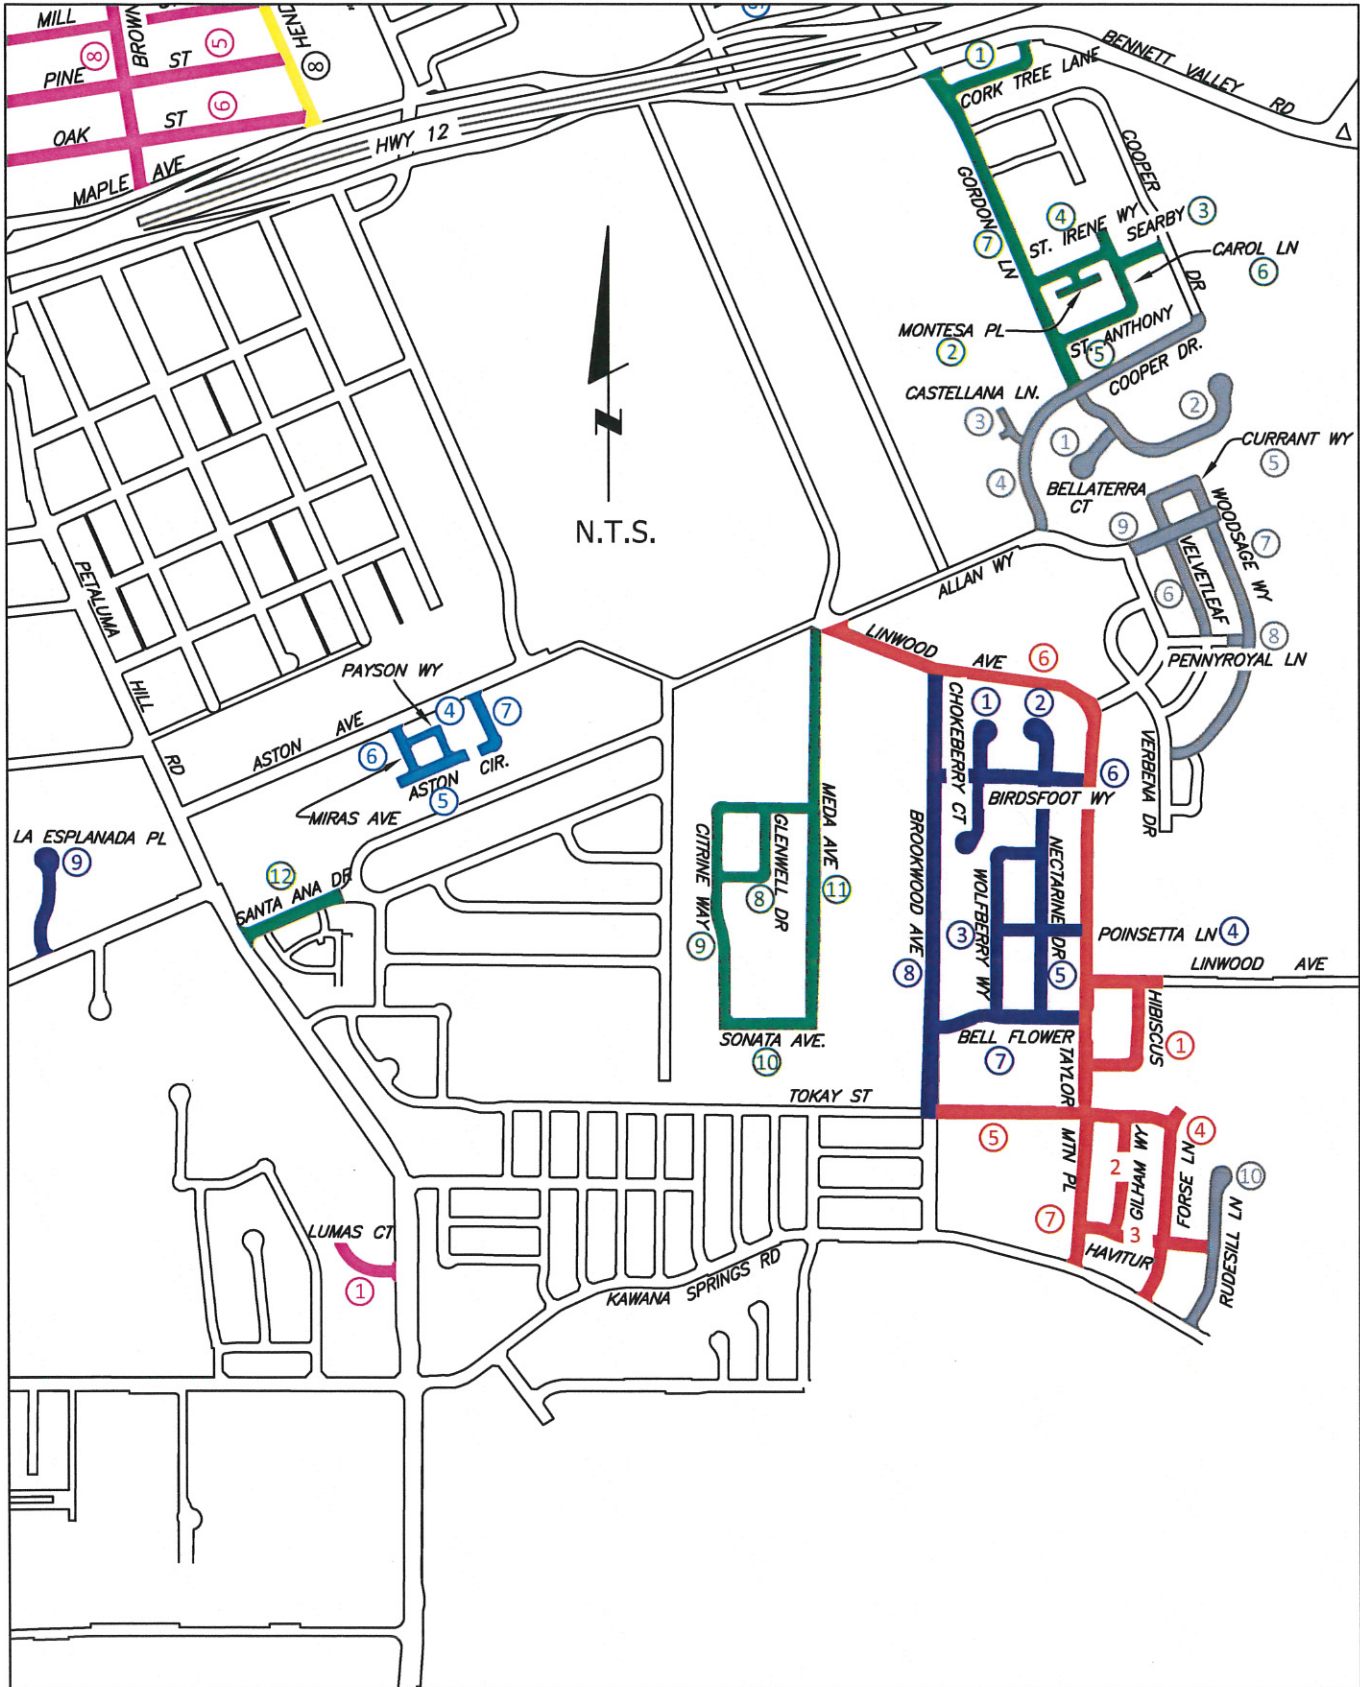 MILL
BROWN
ST
5
8
PINE
ST
6
OAK
MAPLE AVE
HEND
8
HWY 12
BENNETT VALLEY RD
1
CORK TREE LANE
COOPER DR
GORDON LN
7
4
ST. IRENE WY
SEARBY
3
CAROL LN
6
MONTESA PL
2
ST. ANTHONY
5
COOPER DR.
CASTELLANA LN.
3
2
1
4
BELLATERRA
CT
CURRANT WY
5
9
WOODSAGE WY
7
VELVETLEAF
6
8
PENNYROYAL LN
N
N.T.S.
ALLAN WY
PETALUMA HILL RD
PAYSON WY
4
7
6
ASTON AVE
ASTON CIR.
5
MIRAS AVE
LINWOOD AVE
6
CHOKEBERRY CT
1
2
6
BIRDSFOOT WY
VERBENA DR
LA ESPLANADA PL
9
12
SANTA ANA DR
CITRINE WAY
9
GLENWELL DR
8
MEDA AVE
11
SONATA AVE.
10
BROOKWOOD AVE
8
WOLFBERRY WY
3
NECTARINE DR
5
POINSETTA LN
4
LINWOOD AVE
BELL FLOWER
7
HIBISCUS
1
TAYLOR MTN PL
7
TOKAY ST
5
2
GILHAM WY
3
HAVITUR
FORSE LN
4
RUDESILL LN
10
LUMAS CT
1
KAWANA SPRINGS RD